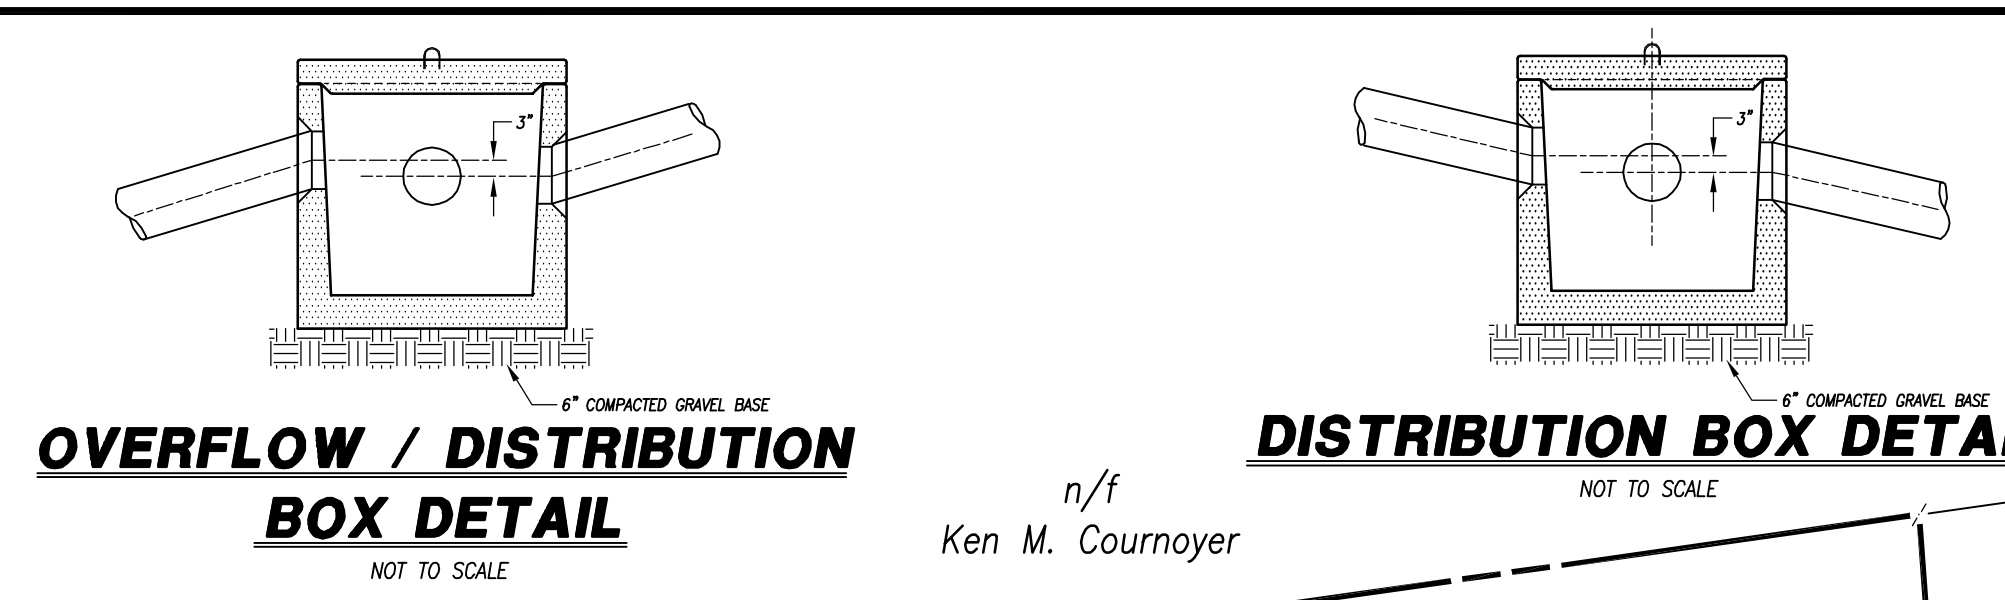 3"
6" COMPACTED GRAVEL BASE
OVERFLOW / DISTRIBUTION
BOX DETAIL
NOT TO SCALE
n/f
Ken M. Cournoyer
3"
6" COMPACTED GRAVEL BASE
DISTRIBUTION BOX DETAI
NOT TO SCALE